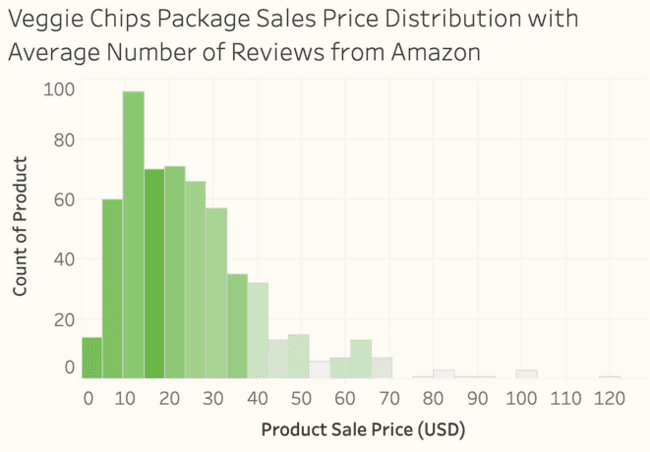 Veggie Chips Package Sales Price Distribution with
Average Number of Reviews from Amazon
100
80
60
40
20
0
Count of Product
0 10 20 30 40 50 60 70 80 90 100 110 120
Product Sale Price (USD)